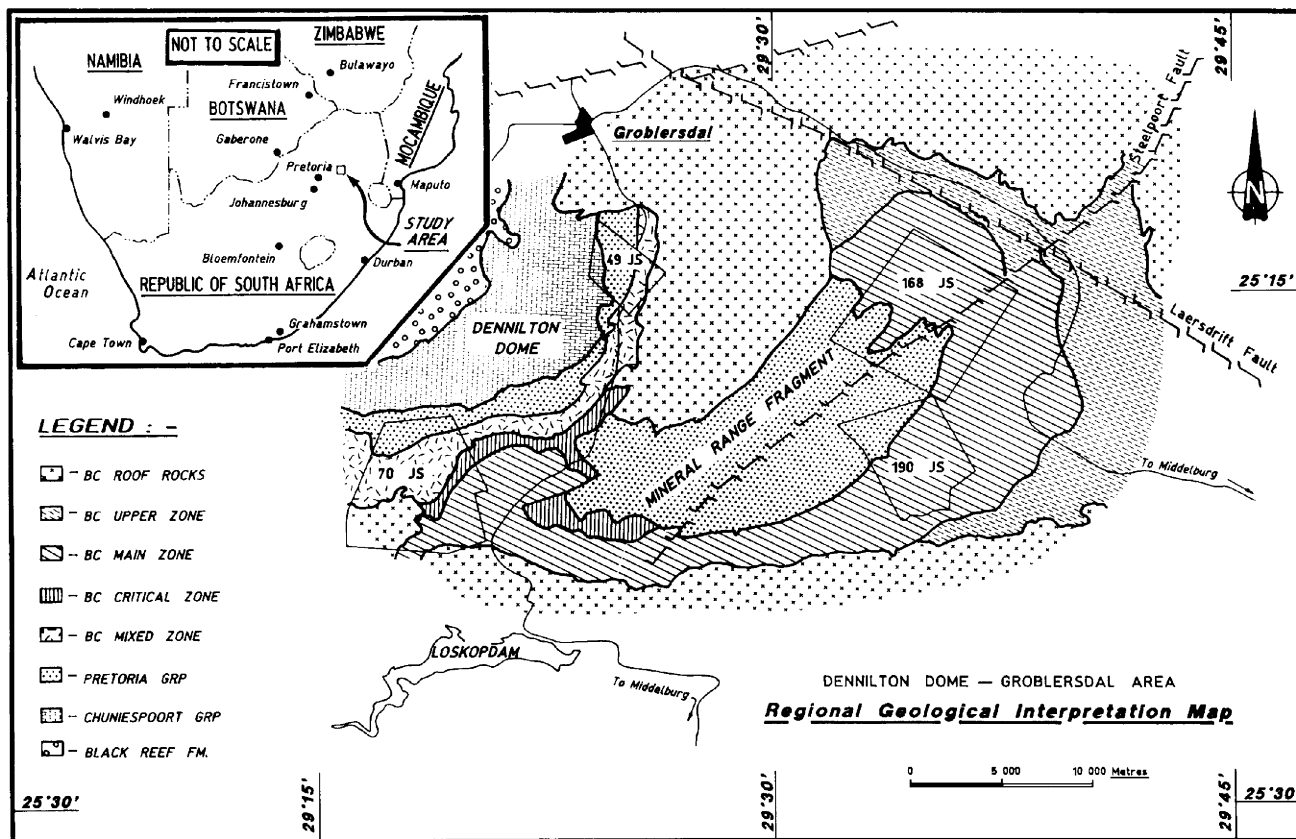 NOT TO SCALE
ZIMBABWE
NAMIBIA
Bulawayo
Francistown
Windhoek
BOTSWANA
MOCAMBIQUE
Walvis Bay
Gaberone
Pretoria
Maputo
Johannesburg
STUDY
AREA
Bloemfontein
Durban
Atlantic
Ocean
REPUBLIC OF SOUTH AFRICA
Grahamstown
Cape Town
Port Elizabeth
29°30'
29°45'
Groblersdal
Steelpoort Fault
N
25°15'
49 JS
168 JS
DENNILTON
DOME
Laersdrift Fault
MINERAL RANGE FRAGMENT
70 JS
190 JS
To Middelburg
LEGEND : -
- BC ROOF ROCKS
- BC UPPER ZONE
- BC MAIN ZONE
- BC CRITICAL ZONE
- BC MIXED ZONE
- PRETORIA GRP
- CHUNIESPOORT GRP
- BLACK REEF FM.
LOSKOPDAM
To Middalburg
DENNILTON DOME — GROBLERSDAL AREA
Regional Geological Interpretation Map
0 5 000 10 000 Metres
25°30'
29°15'
29°30'
29°45'
25°30'